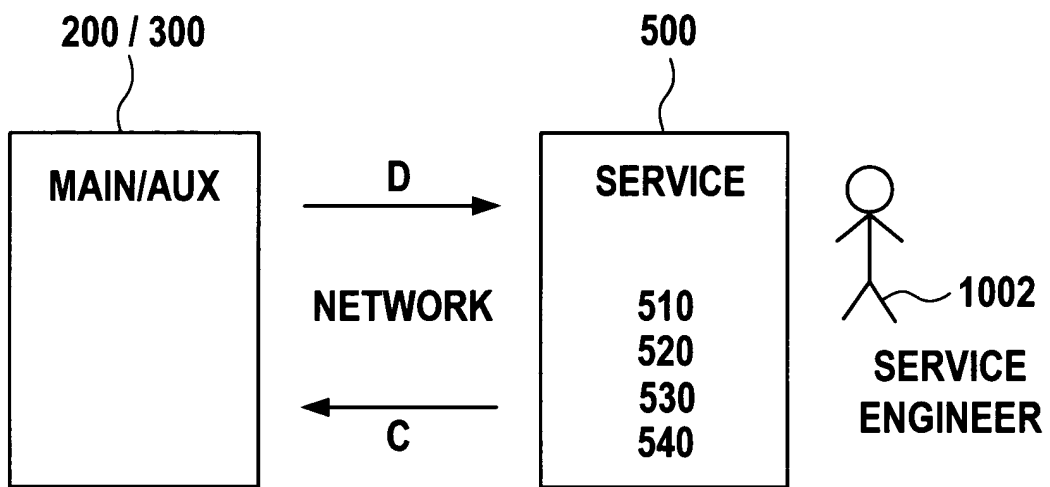 200 / 300
500
MAIN/AUX
D
SERVICE
NETWORK
510
520
530
540
C
1002
SERVICE
ENGINEER